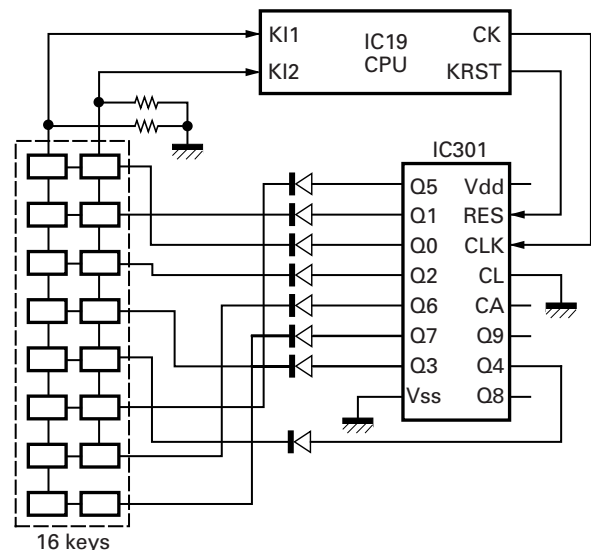 KI1 IC19 CK
KI2 CPU KRST
IC301
Q5 Vdd
Q1 RES
Q0 CLK
Q2 CL
Q6 CA
Q7 Q9
Q3 Q4
Vss Q8
16 keys